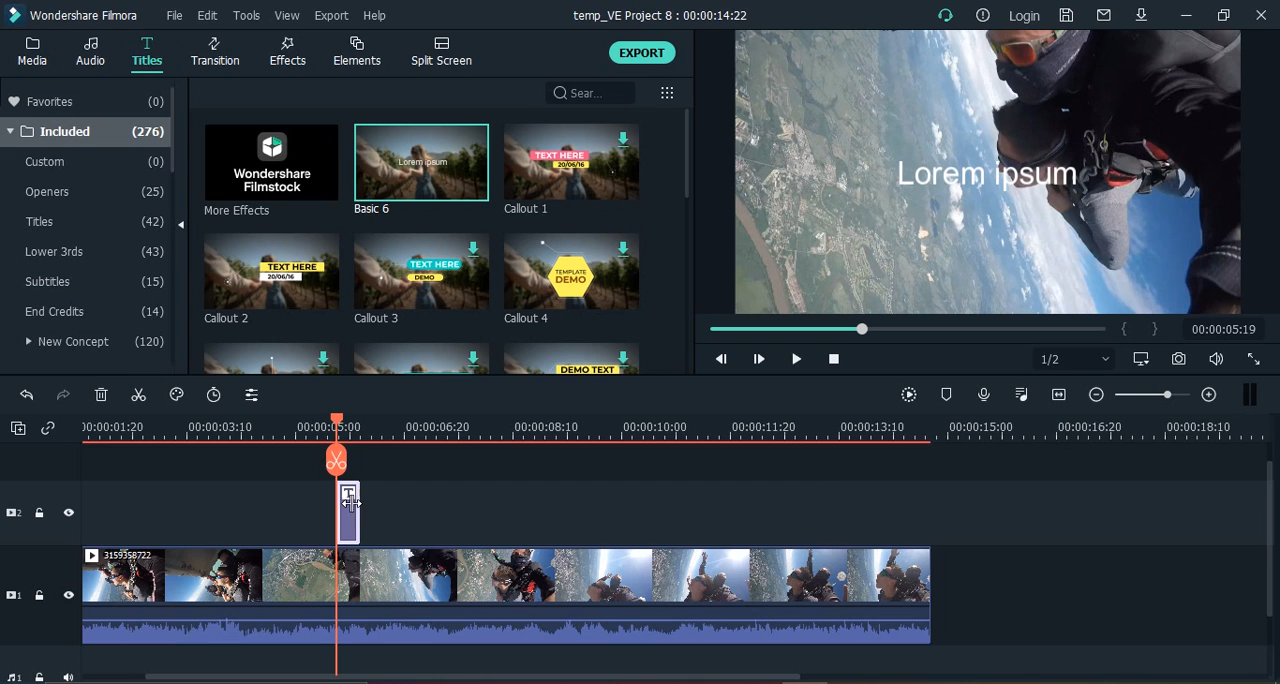 Wondershare Filmora File Edit Tools View Export Help temp_VE Project 8 : 00:00:14:22 Login
Media Audio Titles Transition Effects Elements Split Screen EXPORT
Favorites (0)
Included (276)
Custom (0)
Openers (25)
Titles (42)
Lower 3rds (43)
Subtitles (15)
End Credits (14)
New Concept (120)
Sear...
Wondershare
Filmstock
More Effects
Lorem ipsum
Basic 6
TEXT HERE
20/06/16
Callout 1
TEXT HERE
20/06/16
Callout 2
TEXT HERE
DEMO
Callout 3
TEMPLATE
DEMO
Callout 4
DEMO TEXT
Lorem ipsum
00:00:05:19
1/2
00:00:01:20 00:00:03:10 00:00:05:00 00:00:06:20 00:00:08:10 00:00:10:00 00:00:11:20 00:00:13:10 00:00:15:00 00:00:16:20 00:00:18:10
T
2
3159358722
1
1